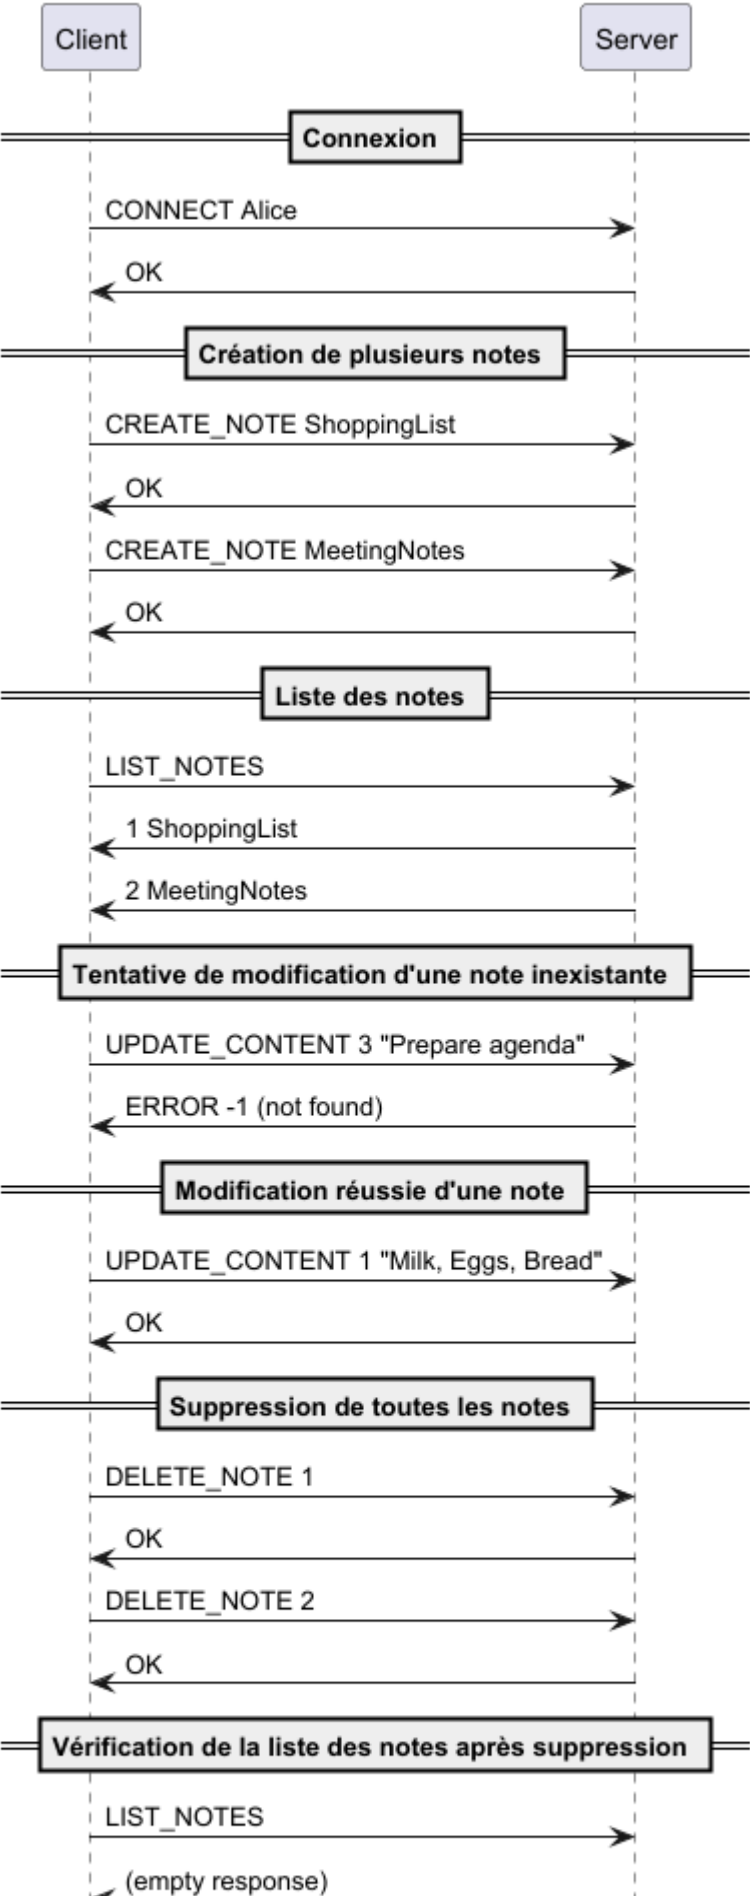 Client
Server
Connexion
CONNECT Alice
OK
Création de plusieurs notes
CREATE_NOTE ShoppingList
OK
CREATE_NOTE MeetingNotes
OK
Liste des notes
LIST_NOTES
1 ShoppingList
2 MeetingNotes
Tentative de modification d'une note inexistante
UPDATE_CONTENT 3 "Prepare agenda"
ERROR -1 (not found)
Modification réussie d'une note
UPDATE_CONTENT 1 "Milk, Eggs, Bread"
OK
Suppression de toutes les notes
DELETE_NOTE 1
OK
DELETE_NOTE 2
OK
Vérification de la liste des notes après suppression
LIST_NOTES
(empty response)